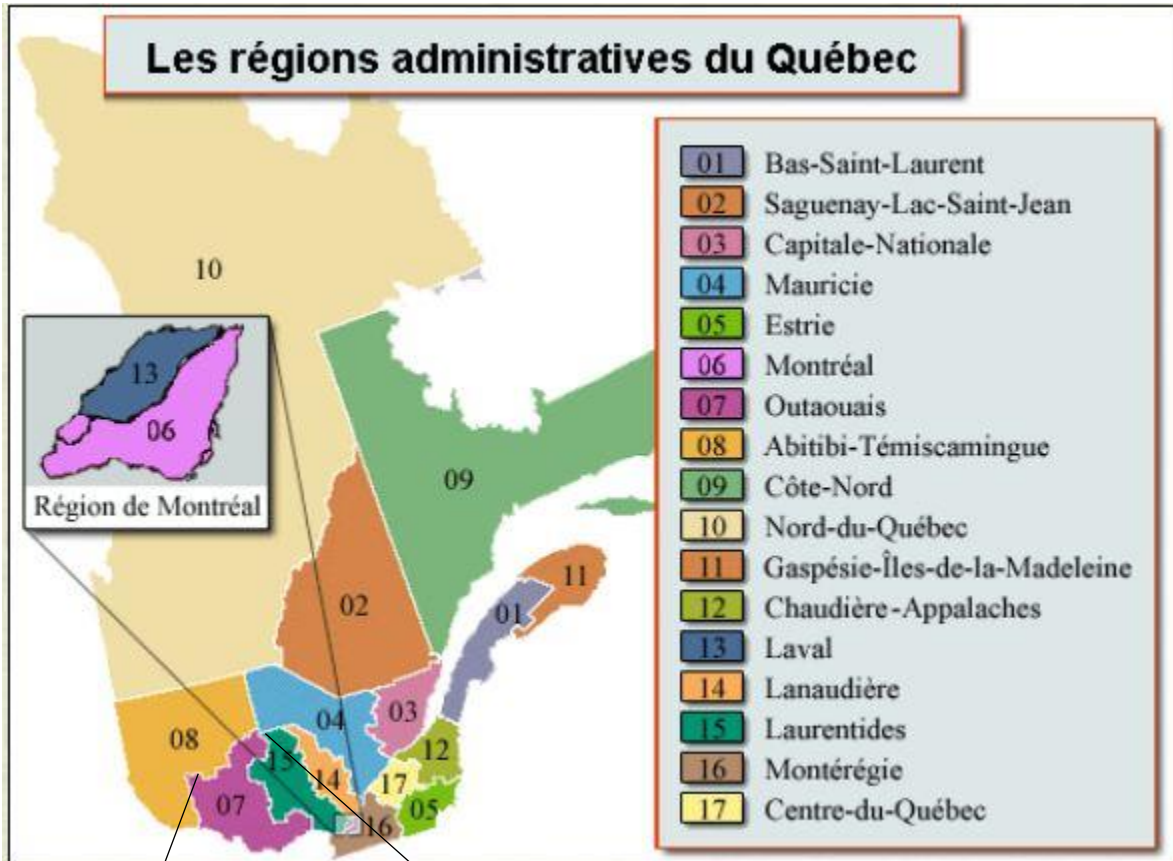 Les régions administratives du Québec
01 Bas-Saint-Laurent
02 Saguenay-Lac-Saint-Jean
03 Capitale-Nationale
04 Mauricie
05 Estrie
06 Montréal
07 Outaouais
08 Abitibi-Témiscamingue
09 Côte-Nord
10 Nord-du-Québec
11 Gaspésie-Îles-de-la-Madeleine
12 Chaudière-Appalaches
13 Laval
14 Lanaudière
15 Laurentides
16 Montérégie
17 Centre-du-Québec
10
13
06
Région de Montréal
09
11
02
01
03
04
08
12
15
14
17
07
05
16